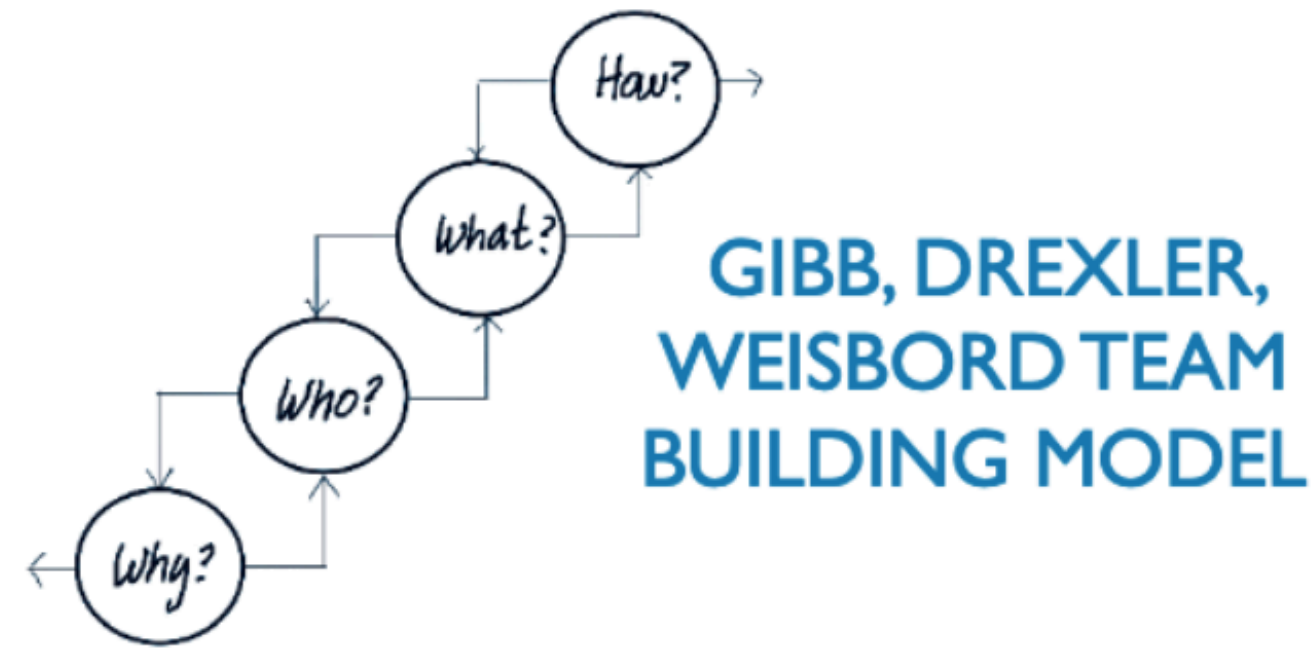 How?
What?
Who?
Why?
GIBB, DREXLER,
WEISBORD TEAM
BUILDING MODEL